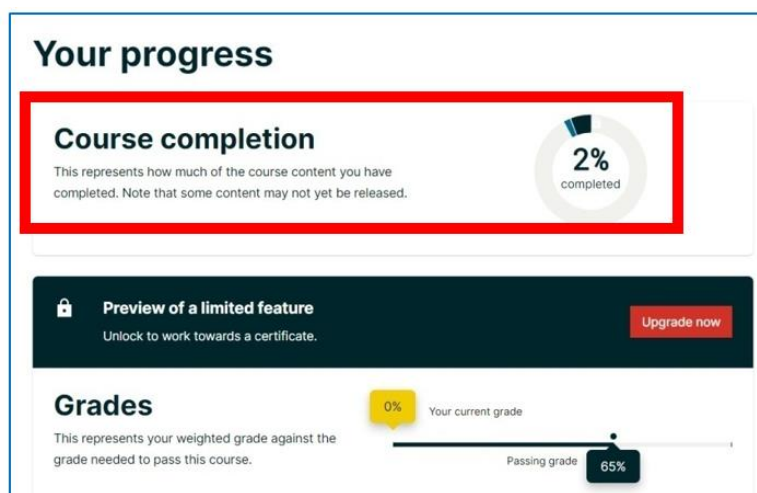 Your progress
Course completion
This represents how much of the course content you have
completed. Note that some content may not yet be released.
2%
completed
Preview of a limited feature
Unlock to work towards a certificate.
Upgrade now
Grades
This represents your weighted grade against the
grade needed to pass this course.
0%
Your current grade
Passing grade
65%